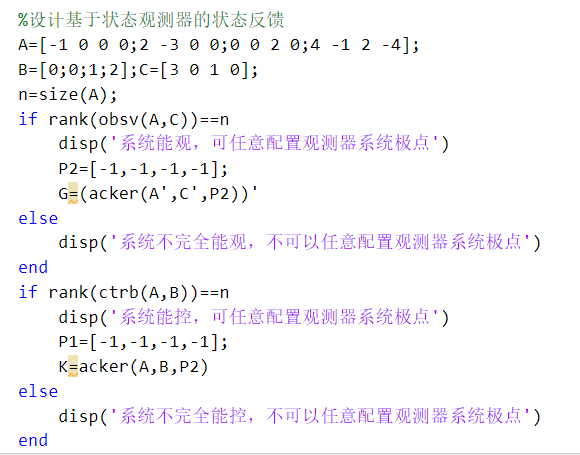 %设计基于状态观测器的状态反馈
A=[-1 0 0 0;2 -3 0 0;0 0 2 0;4 -1 2 -4];
B=[0;0;1;2];C=[3 0 1 0];
n=size(A);
if rank(obsv(A,C))==n
    disp('系统能观，可任意配置观测器系统极点')
    P2=[-1,-1,-1,-1];
    G=(acker(A',C',P2))'
else
    disp('系统不完全能观，不可以任意配置观测器系统极点')
end
if rank(ctrb(A,B))==n
    disp('系统能控，可任意配置观测器系统极点')
    P1=[-1,-1,-1,-1];
    K=acker(A,B,P2)
else
    disp('系统不完全能控，不可以任意配置观测器系统极点')
end